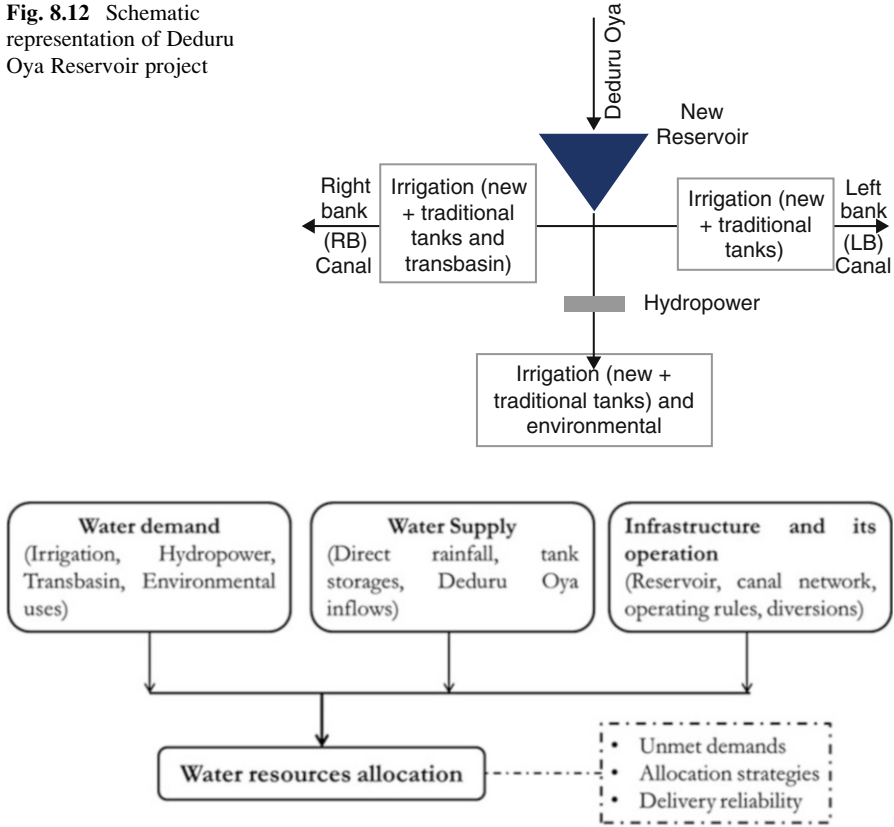 Fig. 8.12 Schematic
representation of Deduru
Oya Reservoir project
Deduru Oya
New
Reservoir
Right
bank
(RB)
Canal
Irrigation (new
+ traditional
tanks and
transbasin)
Irrigation (new
+ traditional
tanks)
Left
bank
(LB)
Canal
Hydropower
Irrigation (new +
traditional tanks) and
environmental
Water demand
(Irrigation, Hydropower,
Transbasin, Environmental
uses)
Water Supply
(Direct rainfall, tank
storages, Deduru Oya
inflows)
Infrastructure and its
operation
(Reservoir, canal network,
operating rules, diversions)
Water resources allocation
• Unmet demands
• Allocation strategies
• Delivery reliability